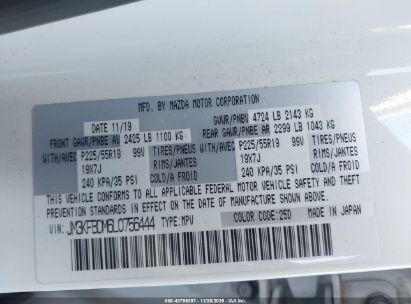 MFD. BY MAZDA MOTOR CORPORATION
DATE 11/19 GVWR/PNBV 4724 LB 2143 KG
FRONT GAWR/PNBE AV 2425 LB 1100 KG REAR GAWR/PNBE AR 2299 LB 1043 KG
WITH/AVEC P225/55R19 99V TIRES/PNEUS WITH/AVEC P225/55R19 99V TIRES/PNEUS
19X7J RIMS/JANTES 19X7J RIMS/JANTES
240 KPA/35 PSI COLD/A FROID 240 KPA/35 PSI COLD/A FROID
THIS VEHICLE CONFORMS TO ALL APPLICABLE FEDERAL MOTOR VEHICLE SAFETY, BUMPER,
AND THEFT PREVENTION STANDARDS IN EFFECT ON THE DATE OF MANUFACTURE SHOWN ABOVE.
VIN: TYPE: MPV COLOR CODE: 25D MADE IN JAPAN